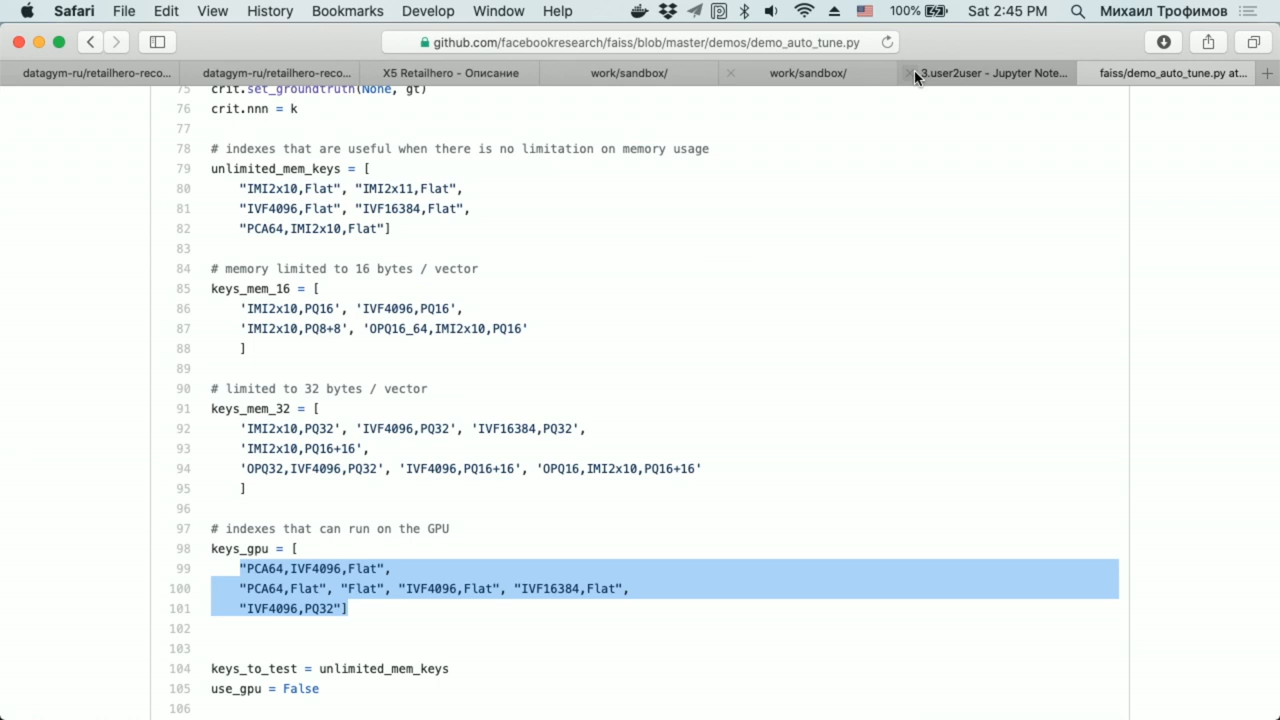 Safari File Edit View History Bookmarks Develop Window Help 100% Sat 2:45 PM Михаил Трофимов
github.com/facebookresearch/faiss/blob/master/demos/demo_auto_tune.py
datagym-ru/retailhero-reco... datagym-ru/retailhero-reco... X5 Retailhero - Описание work/sandbox/ work/sandbox/ 3.user2user - Jupyter Note... faiss/demo_auto_tune.py at...
75 crit.set_groundtruth(None, gt)
76 crit.nnn = k
77
78 # indexes that are useful when there is no limitation on memory usage
79 unlimited_mem_keys = [
80 "IMI2x10,Flat", "IMI2x11,Flat",
81 "IVF4096,Flat", "IVF16384,Flat",
82 "PCA64,IMI2x10,Flat"]
83
84 # memory limited to 16 bytes / vector
85 keys_mem_16 = [
86 'IMI2x10,PQ16', 'IVF4096,PQ16',
87 'IMI2x10,PQ8+8', 'OPQ16_64,IMI2x10,PQ16'
88 ]
89
90 # limited to 32 bytes / vector
91 keys_mem_32 = [
92 'IMI2x10,PQ32', 'IVF4096,PQ32', 'IVF16384,PQ32',
93 'IMI2x10,PQ16+16',
94 'OPQ32,IVF4096,PQ32', 'IVF4096,PQ16+16', 'OPQ16,IMI2x10,PQ16+16'
95 ]
96
97 # indexes that can run on the GPU
98 keys_gpu = [
99 "PCA64,IVF4096,Flat",
100 "PCA64,Flat", "Flat", "IVF4096,Flat", "IVF16384,Flat",
101 "IVF4096,PQ32"]
102
103
104 keys_to_test = unlimited_mem_keys
105 use_gpu = False
106